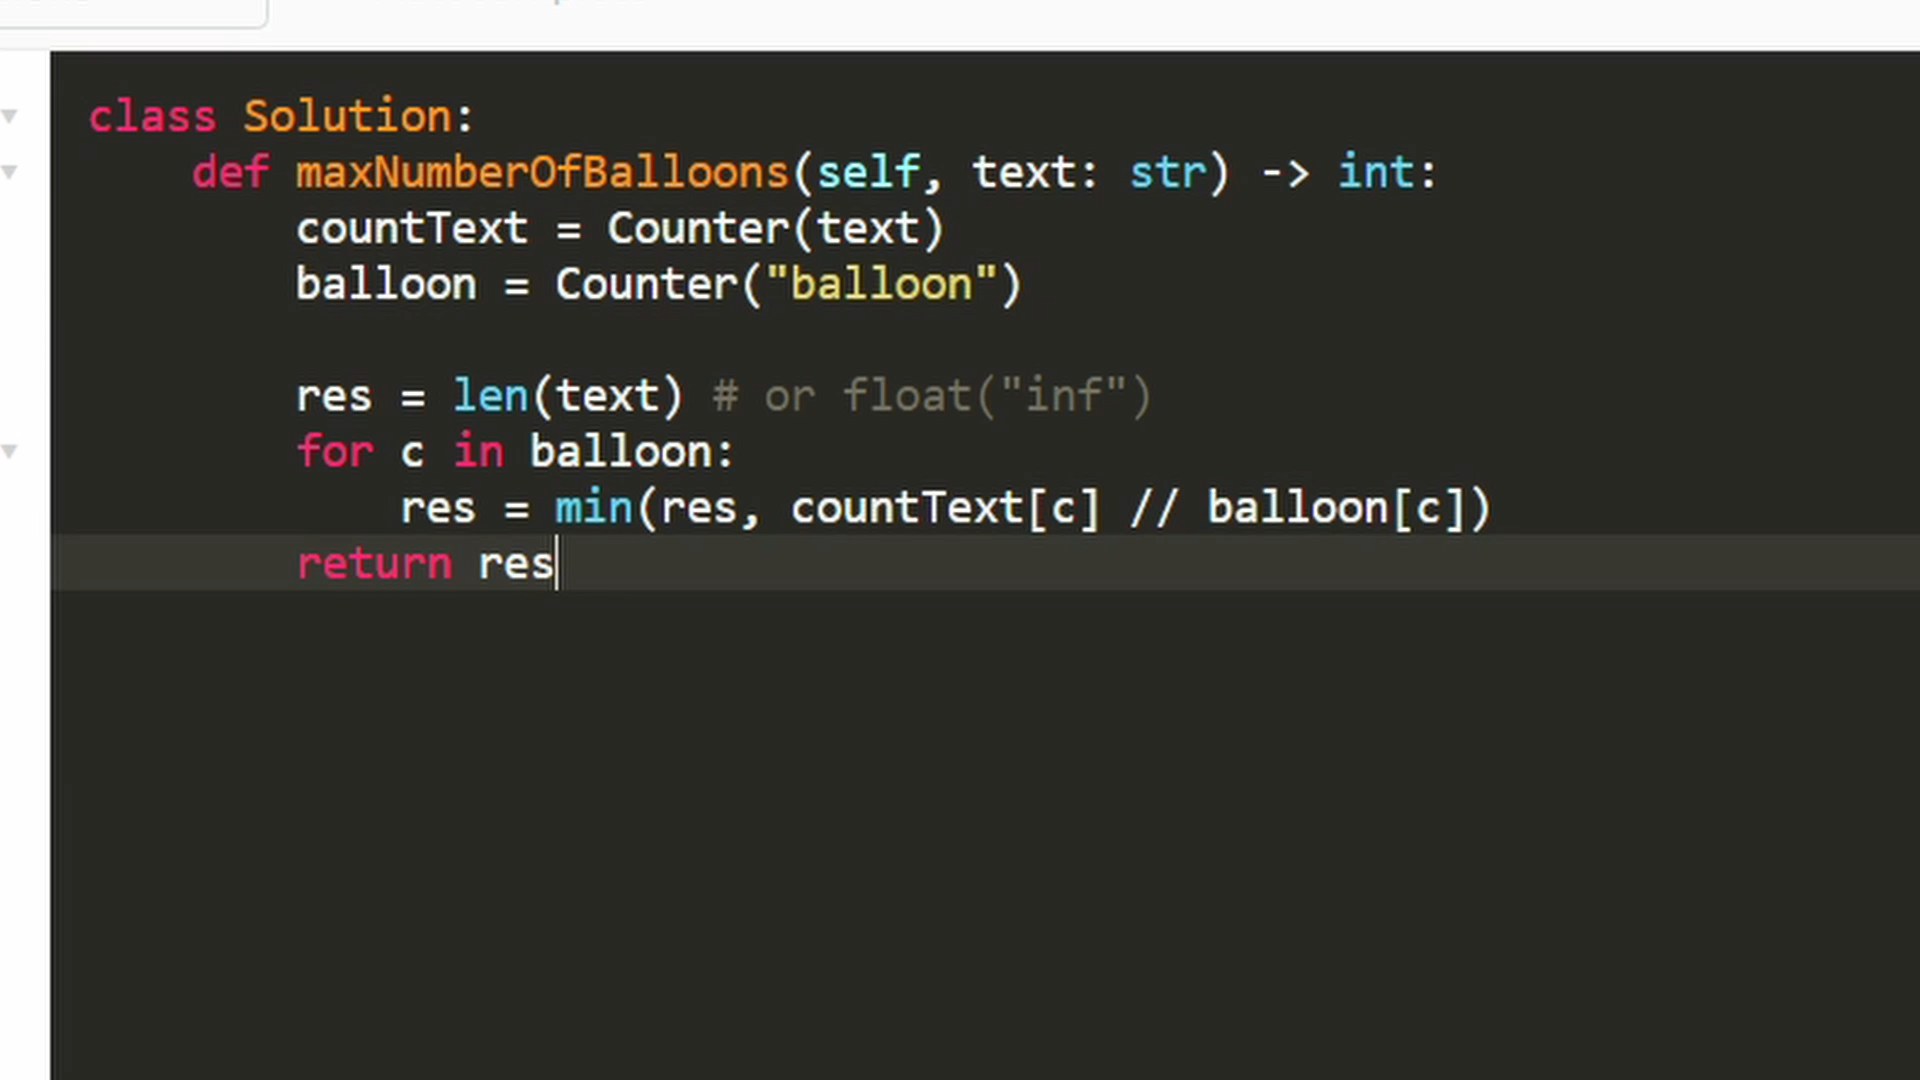 class Solution:
    def maxNumberOfBalloons(self, text: str) -> int:
        countText = Counter(text)
        balloon = Counter("balloon")

        res = len(text) # or float("inf")
        for c in balloon:
            res = min(res, countText[c] // balloon[c])
        return res